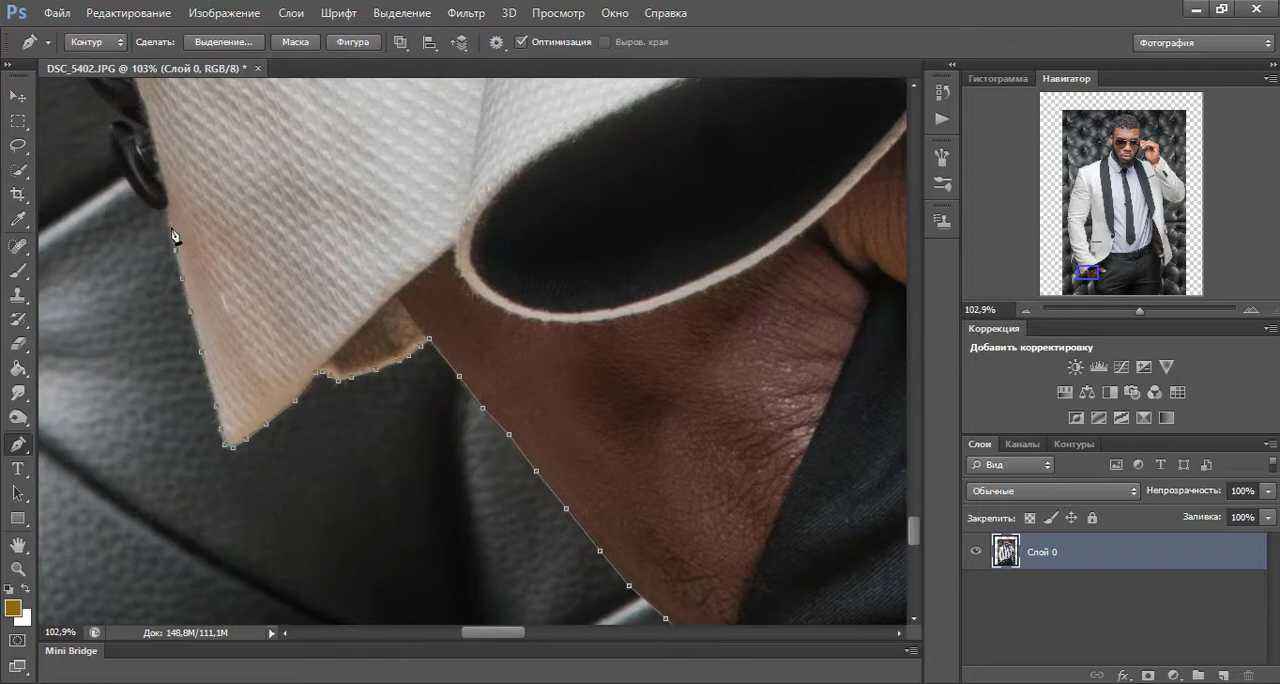 Ps Файл Редактирование Изображение Слои Шрифт Выделение Фильтр 3D Просмотр Окно Справка
Контур Сделать: Выделение... Маска Фигура Оптимизация Выров. края Фотография
DSC_5402.JPG @ 103% (Слой 0, RGB/8) * ×
Гистограмма Навигатор
102,9%
Коррекция
Добавить корректировку
Слои Каналы Контуры
Вид
Обычные Непрозрачность: 100%
Закрепить: Заливка: 100%
Слой 0
102,9% Док: 148,8M/111,1M
Mini Bridge
fx